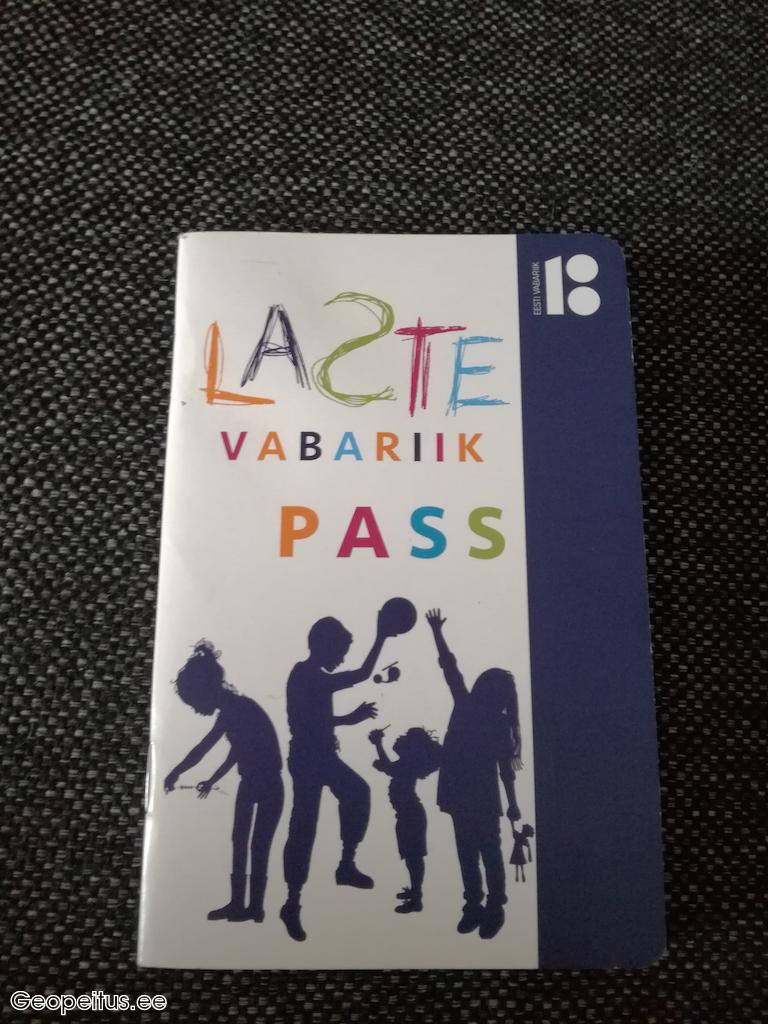 EESTI VABARIIK
100
LASTE
VABARIIK
PASS
Geopeitus.ee